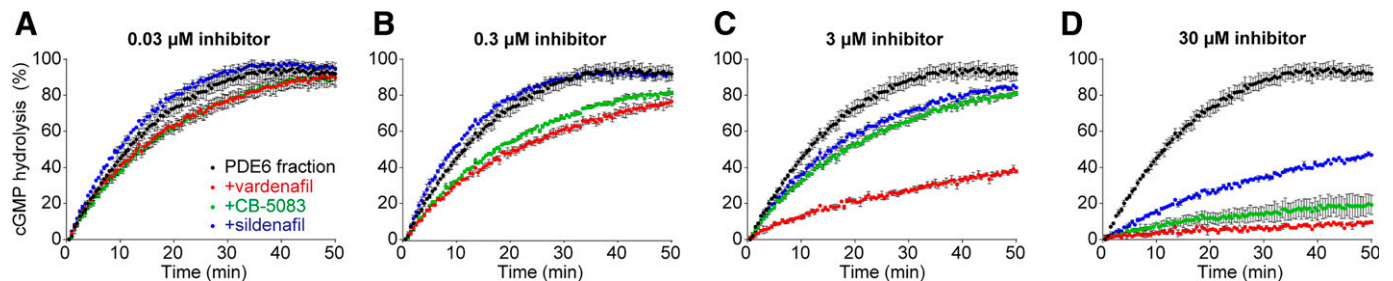 A
0.03 µM inhibitor
cGMP hydrolysis (%)
100
80
60
40
20
0
PDE6 fraction
+vardenafil
+CB-5083
+sildenafil
0 10 20 30 40 50
Time (min)
B
0.3 µM inhibitor
100
80
60
40
20
0
0 10 20 30 40 50
Time (min)
C
3 µM inhibitor
100
80
60
40
20
0
0 10 20 30 40 50
Time (min)
D
30 µM inhibitor
100
80
60
40
20
0
0 10 20 30 40 50
Time (min)